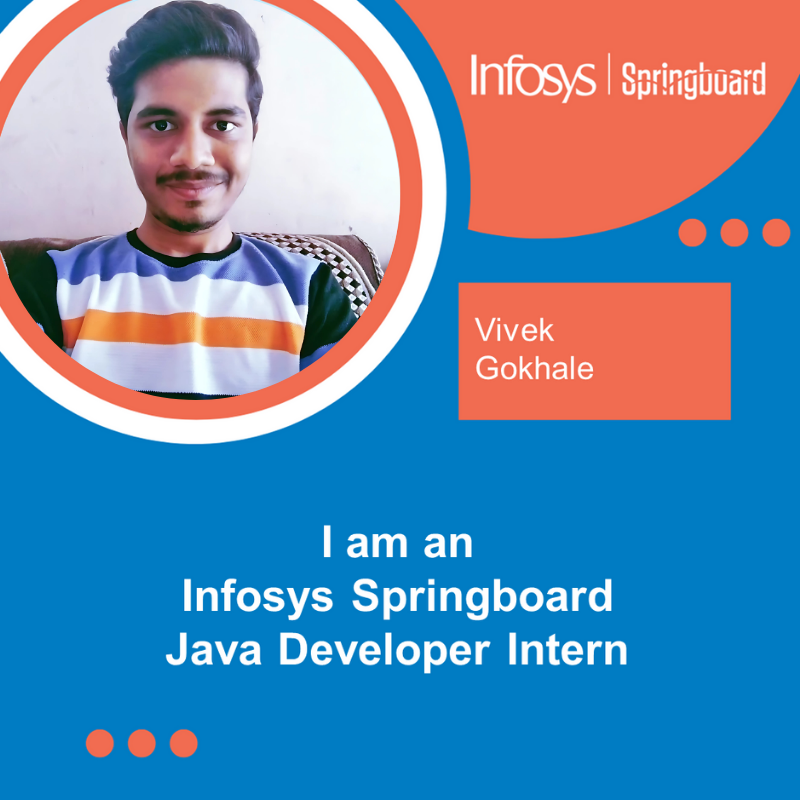 Infosys | Springboard
Vivek
Gokhale
I am an
Infosys Springboard
Java Developer Intern